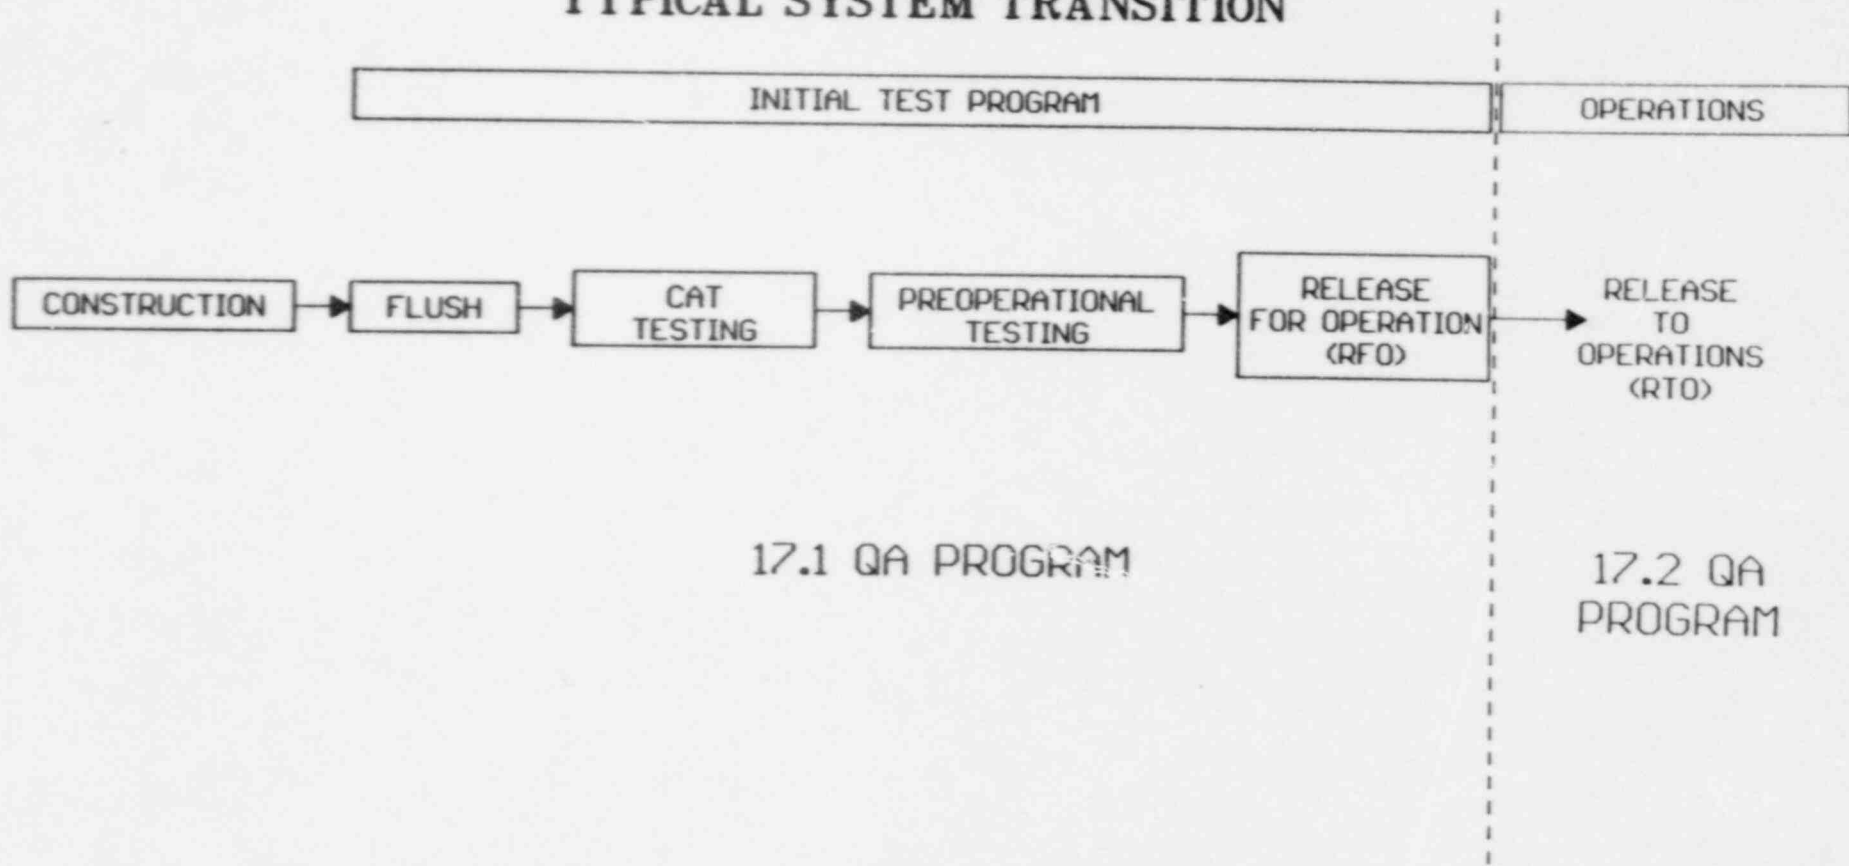 TYPICAL SYSTEM TRANSITION
INITIAL TEST PROGRAM
OPERATIONS
CONSTRUCTION
FLUSH
CAT
TESTING
PREOPERATIONAL
TESTING
RELEASE
FOR OPERATION
(RFO)
RELEASE
TO
OPERATIONS
(RTO)
17.1 QA PROGRAM
17.2 QA
PROGRAM